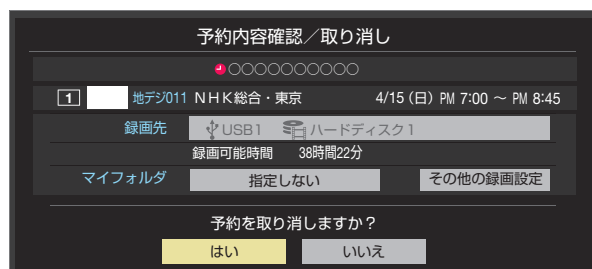 予約内容確認／取り消し
○○○○○○○○○○
1 地デジ011 NHK総合・東京 4/15 (日) PM 7:00 ～ PM 8:45
録画先 USB1 ハードディスク1
録画可能時間 38時間22分
マイフォルダ 指定しない その他の録画設定
予約を取り消しますか？
はい いいえ